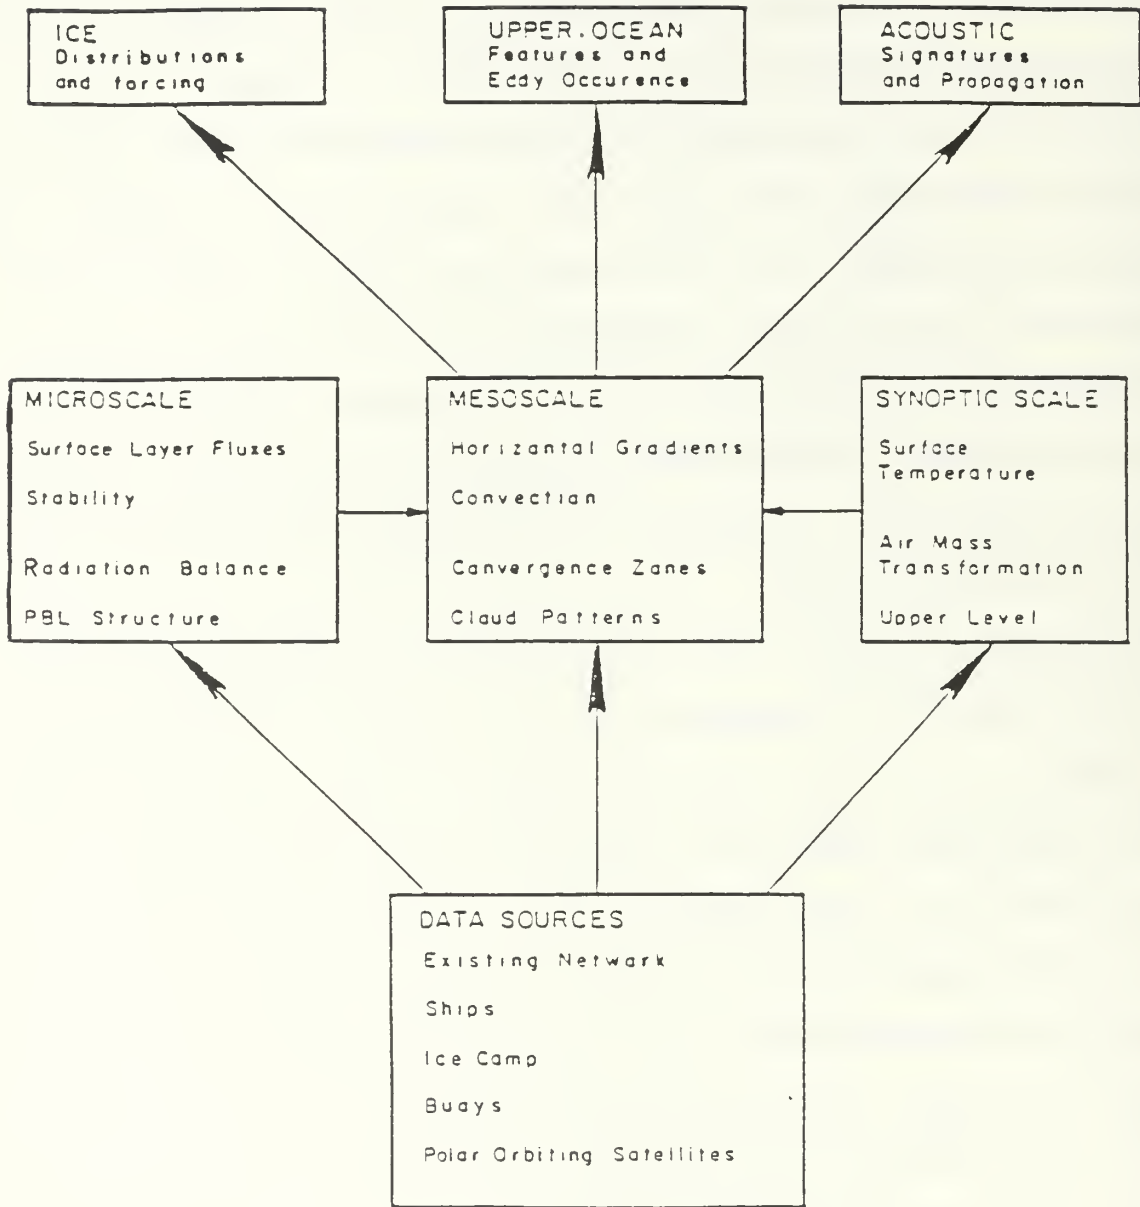 ICE
Distributions
and forcing
UPPER.OCEAN
Features and
Eddy Occurence
ACOUSTIC
Signatures
and Propagation
MICROSCALE
Surface Layer Fluxes
Stability
Radiation Balance
PBL Structure
MESOSCALE
Horizontal Gradients
Convection
Convergence Zones
Cloud Patterns
SYNOPTIC SCALE
Surface
Temperature
Air Mass
Transformation
Upper Level
DATA SOURCES
Existing Network
Ships
Ice Camp
Buoys
Polar Orbiting Satellites